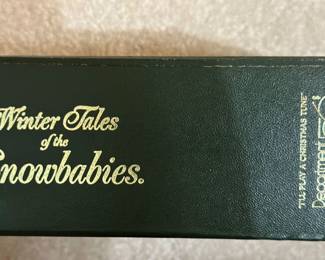 Winter Tales
of the
Snowbabies®
"I'LL PLAY A CHRISTMAS TUNE"
Department 56